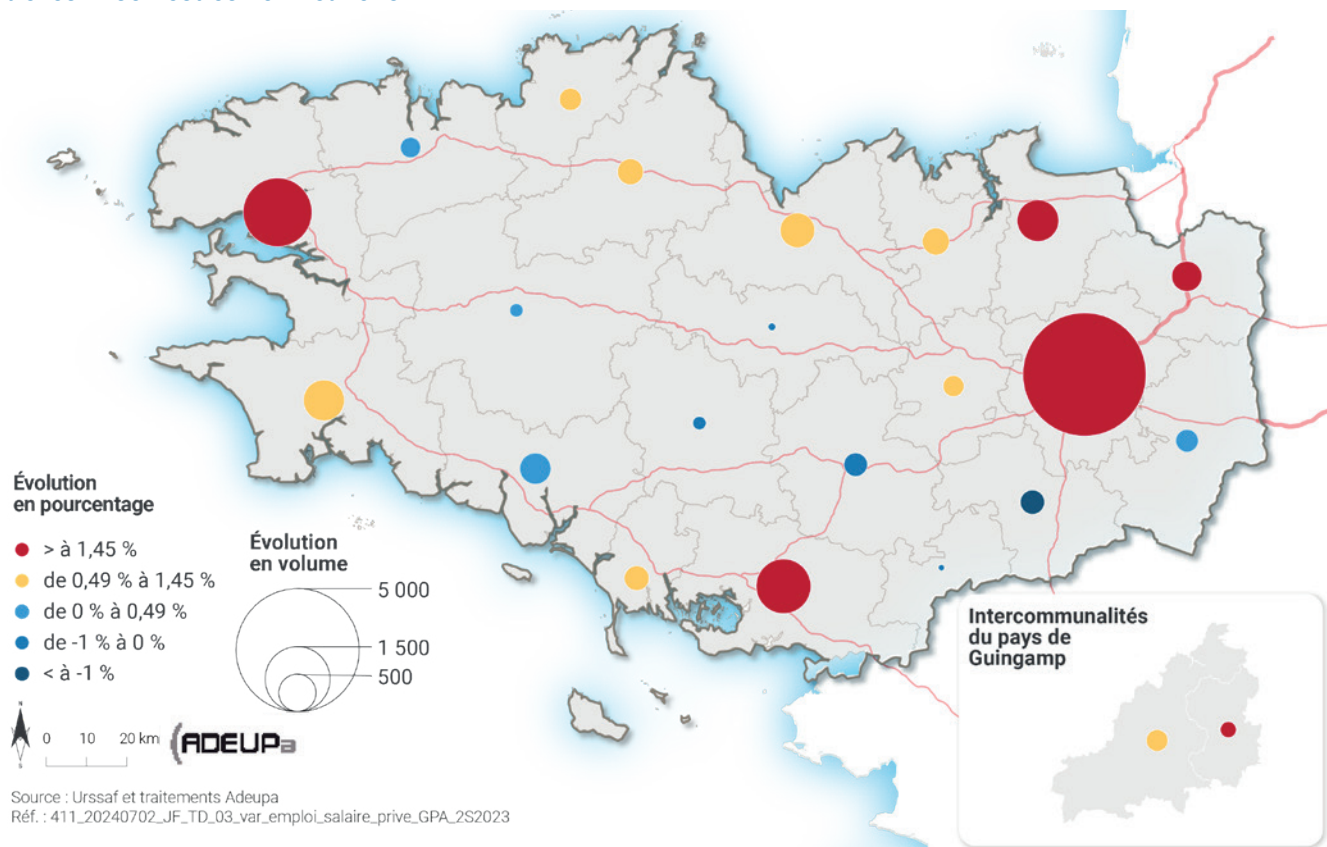 Évolution
en pourcentage
> à 1,45 %
de 0,49 % à 1,45 %
de 0 % à 0,49 %
de -1 % à 0 %
< à -1 %
Évolution
en volume
5 000
1 500
500
0 10 20 km
ADEUPa
Intercommunalités
du pays de
Guingamp
Source : Urssaf et traitements Adeupa
Réf. : 411_20240702_JF_TD_03_var_emploi_salaire_prive_GPA_2S2023